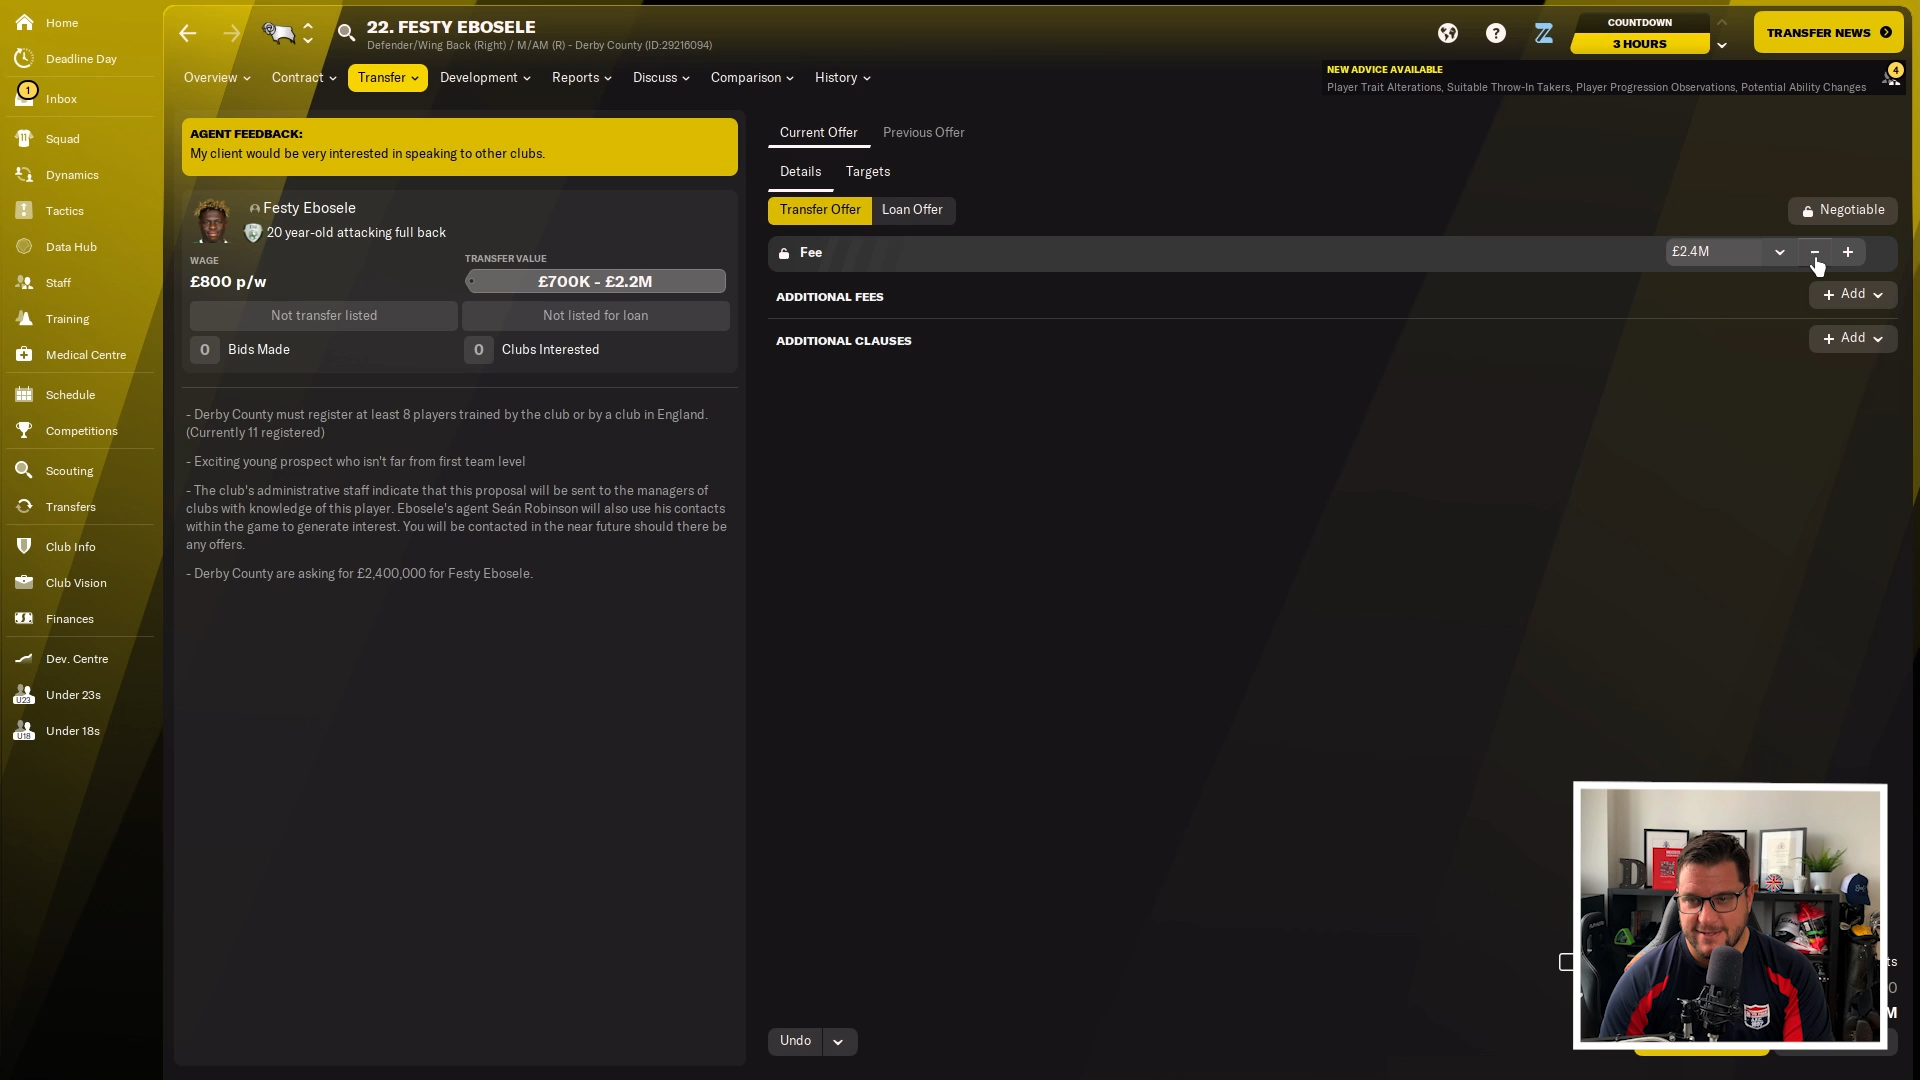 Home
Deadline Day
1
Inbox
Squad
Dynamics
Tactics
Data Hub
Staff
Training
Medical Centre
Schedule
Competitions
Scouting
Transfers
Club Info
Club Vision
Finances
Dev. Centre
U23
Under 23s
U18
Under 18s
22. FESTY EBOSELE
Defender/Wing Back (Right) / M/AM (R) - Derby County (ID:29216094)
COUNTDOWN
3 HOURS
TRANSFER NEWS
Overview
Contract
Transfer
Development
Reports
Discuss
Comparison
History
NEW ADVICE AVAILABLE
Player Trait Alterations, Suitable Throw-In Takers, Player Progression Observations, Potential Ability Changes
4
AGENT FEEDBACK:
My client would be very interested in speaking to other clubs.
Festy Ebosele
20 year-old attacking full back
WAGE
£800 p/w
TRANSFER VALUE
£700K - £2.2M
Not transfer listed
Not listed for loan
0 Bids Made
0 Clubs Interested
- Derby County must register at least 8 players trained by the club or by a club in England.
(Currently 11 registered)
- Exciting young prospect who isn't far from first team level
- The club's administrative staff indicate that this proposal will be sent to the managers of
clubs with knowledge of this player. Ebosele's agent Seán Robinson will also use his contacts
within the game to generate interest. You will be contacted in the near future should there be
any offers.
- Derby County are asking for £2,400,000 for Festy Ebosele.
Current Offer
Previous Offer
Details
Targets
Transfer Offer
Loan Offer
Negotiable
Fee
£2.4M
ADDITIONAL FEES
+ Add
ADDITIONAL CLAUSES
+ Add
ts
0
M
Undo